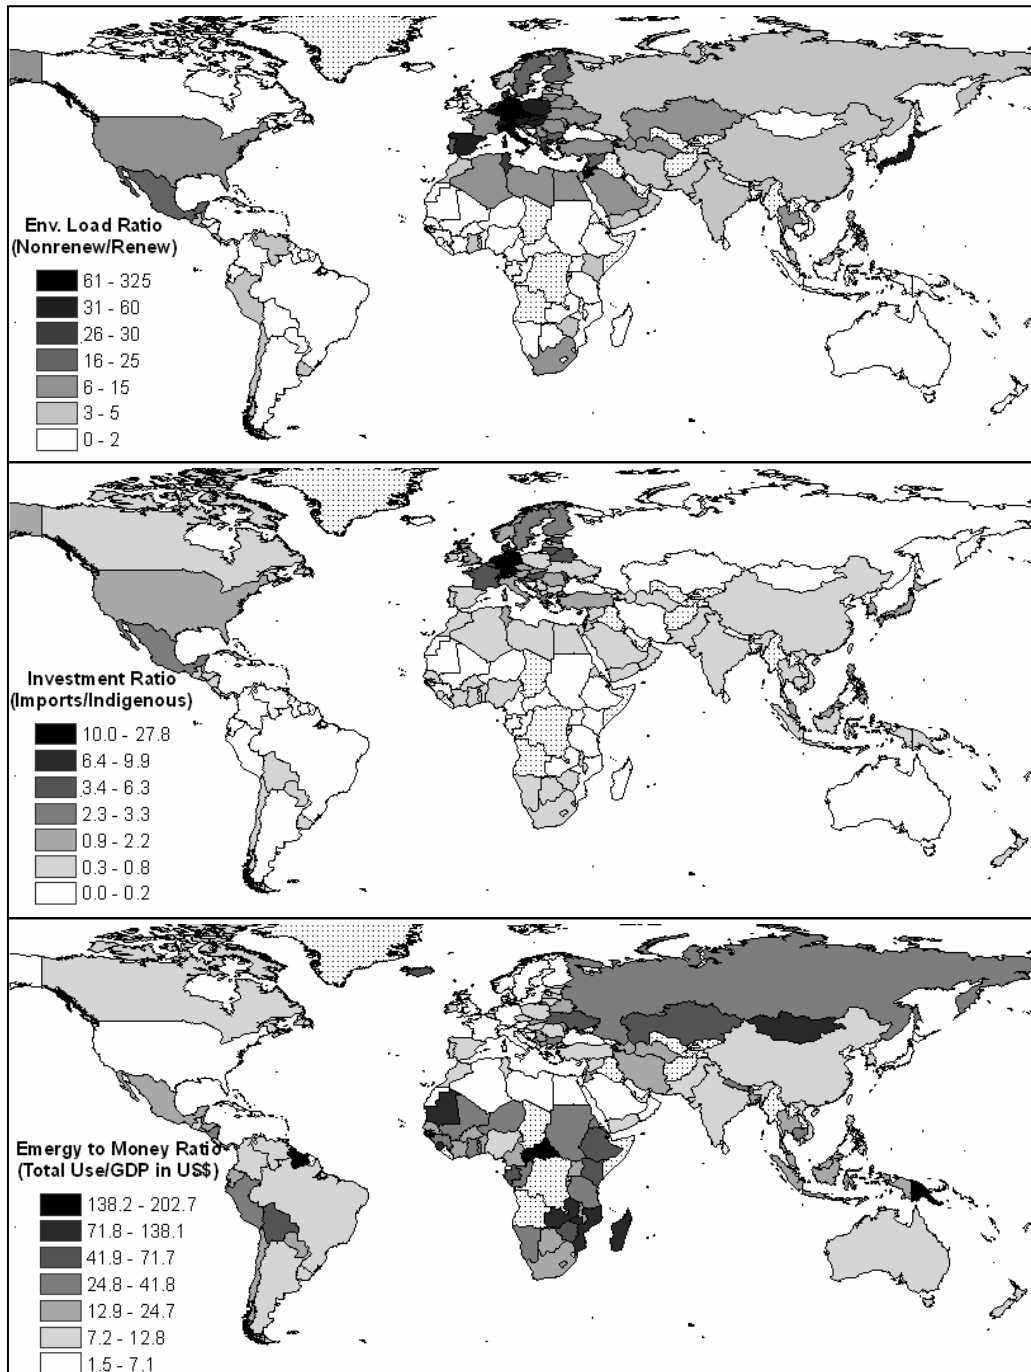 Env. Load Ratio
(Nonrenew/Renew)
61 - 325
31 - 60
.26 - 30
16 - 25
6 - 15
3 - 5
0 - 2
Investment Ratio
(Imports/Indigenous)
10.0 - 27.8
6.4 - 9.9
3.4 - 6.3
2.3 - 3.3
0.9 - 2.2
0.3 - 0.8
0.0 - 0.2
Emergy to Money Ratio
(Total Use/GDP in US$)
138.2 - 202.7
71.8 - 138.1
41.9 - 71.7
24.8 - 41.8
12.9 - 24.7
7.2 - 12.8
1.5 - 7.1